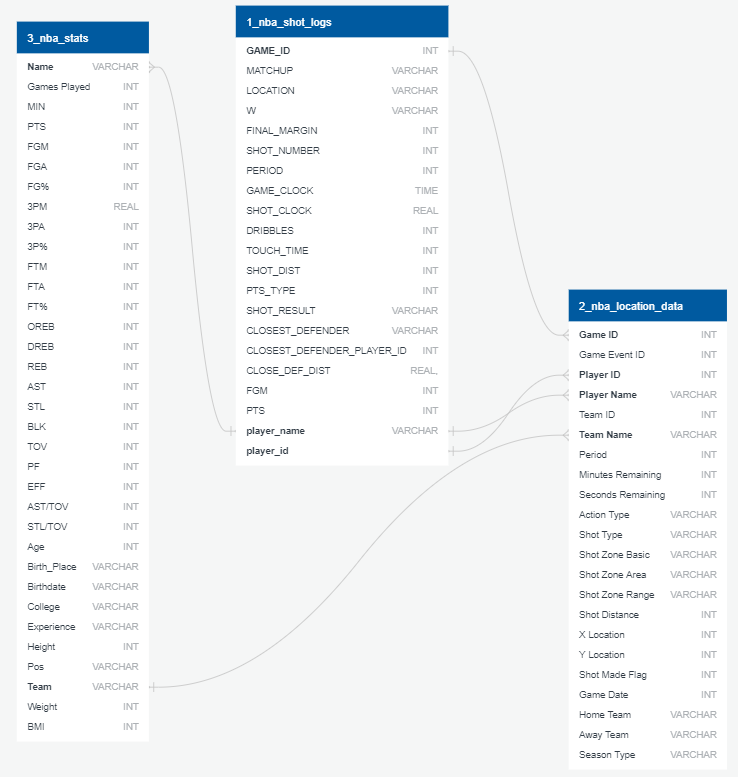 3_nba_stats
Name VARCHAR
Games Played INT
MIN INT
PTS INT
FGM INT
FGA INT
FG% INT
3PM REAL
3PA INT
3P% INT
FTM INT
FTA INT
FT% INT
OREB INT
DREB INT
REB INT
AST INT
STL INT
BLK INT
TOV INT
PF INT
EFF INT
AST/TOV INT
STL/TOV INT
Age INT
Birth_Place VARCHAR
Birthdate VARCHAR
College VARCHAR
Experience VARCHAR
Height INT
Pos VARCHAR
Team VARCHAR
Weight INT
BMI INT
1_nba_shot_logs
GAME_ID INT
MATCHUP VARCHAR
LOCATION VARCHAR
W VARCHAR
FINAL_MARGIN INT
SHOT_NUMBER INT
PERIOD INT
GAME_CLOCK TIME
SHOT_CLOCK REAL
DRIBBLES INT
TOUCH_TIME INT
SHOT_DIST INT
PTS_TYPE INT
SHOT_RESULT VARCHAR
CLOSEST_DEFENDER VARCHAR
CLOSEST_DEFENDER_PLAYER_ID INT
CLOSE_DEF_DIST REAL,
FGM INT
PTS INT
player_name VARCHAR
player_id
2_nba_location_data
Game ID INT
Game Event ID INT
Player ID INT
Player Name VARCHAR
Team ID INT
Team Name VARCHAR
Period INT
Minutes Remaining INT
Seconds Remaining INT
Action Type VARCHAR
Shot Type VARCHAR
Shot Zone Basic VARCHAR
Shot Zone Area VARCHAR
Shot Zone Range VARCHAR
Shot Distance INT
X Location INT
Y Location INT
Shot Made Flag INT
Game Date INT
Home Team VARCHAR
Away Team VARCHAR
Season Type VARCHAR